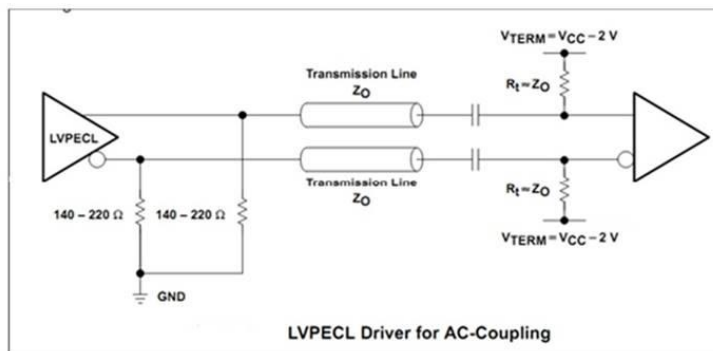 VTERM = VCC – 2 V
Transmission Line
ZO
Rt = ZO
LVPECL
Transmission Line
ZO
Rt = ZO
140 – 220 Ω
140 – 220 Ω
VTERM = VCC – 2 V
GND
LVPECL Driver for AC-Coupling